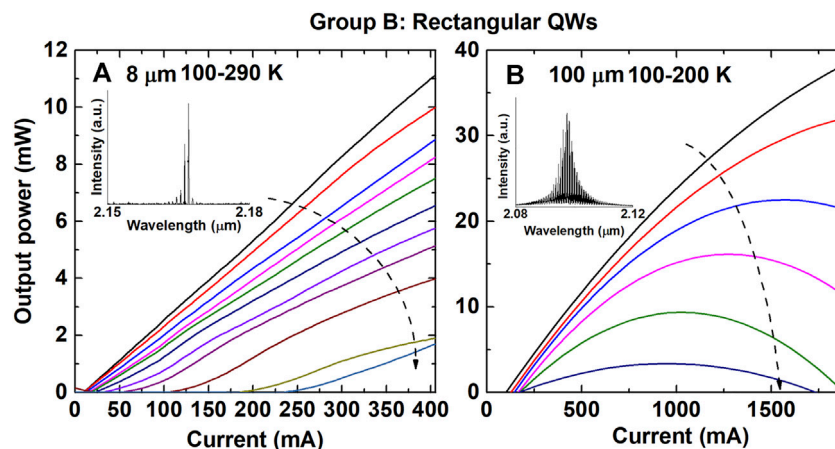 Group B: Rectangular QWs
A 8 μm 100-290 K
Intensity (a.u.)
2.15 2.18
Wavelength (μm)
Output power (mW)
12
10
8
6
4
2
0
0 50 100 150 200 250 300 350 400
Current (mA)
B 100 μm 100-200 K
Intensity (a.u.)
2.08 2.12
Wavelength (μm)
40
30
20
10
0
0 500 1000 1500
Current (mA)